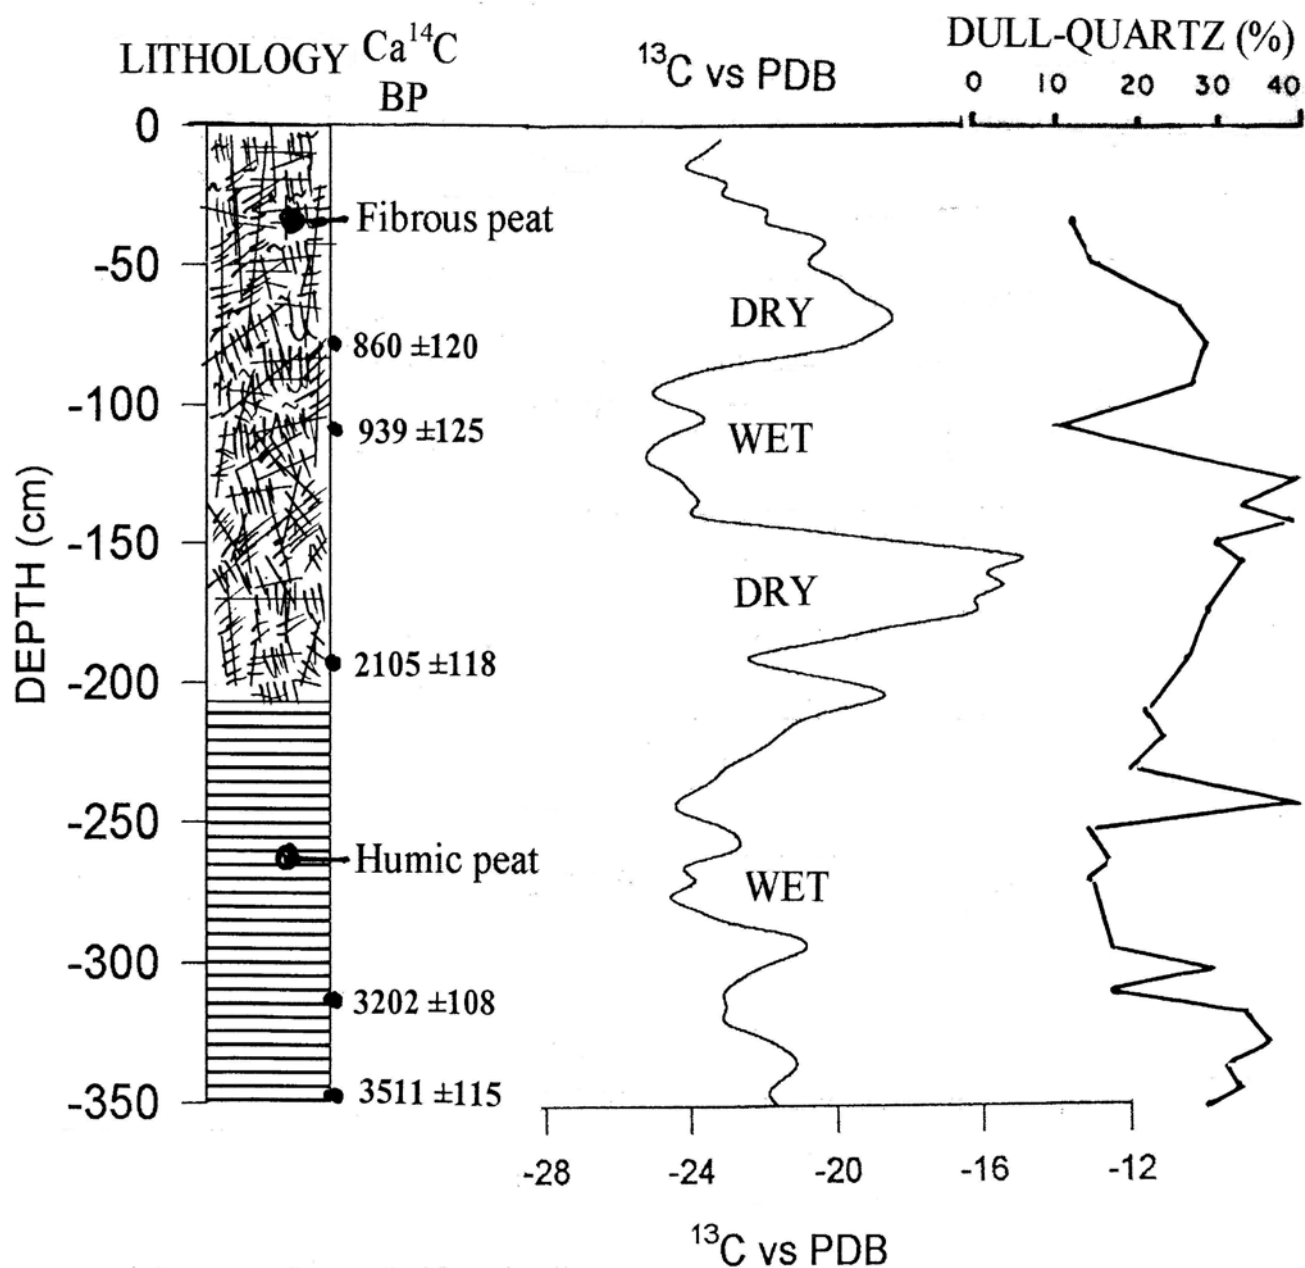 LITHOLOGY
Ca¹⁴C
BP
¹³C vs PDB
DULL-QUARTZ (%)
0 10 20 30 40
DEPTH (cm)
0
-50
-100
-150
-200
-250
-300
-350
Fibrous peat
860 ±120
939 ±125
2105 ±118
Humic peat
3202 ±108
3511 ±115
DRY
WET
DRY
WET
-28 -24 -20 -16 -12
¹³C vs PDB